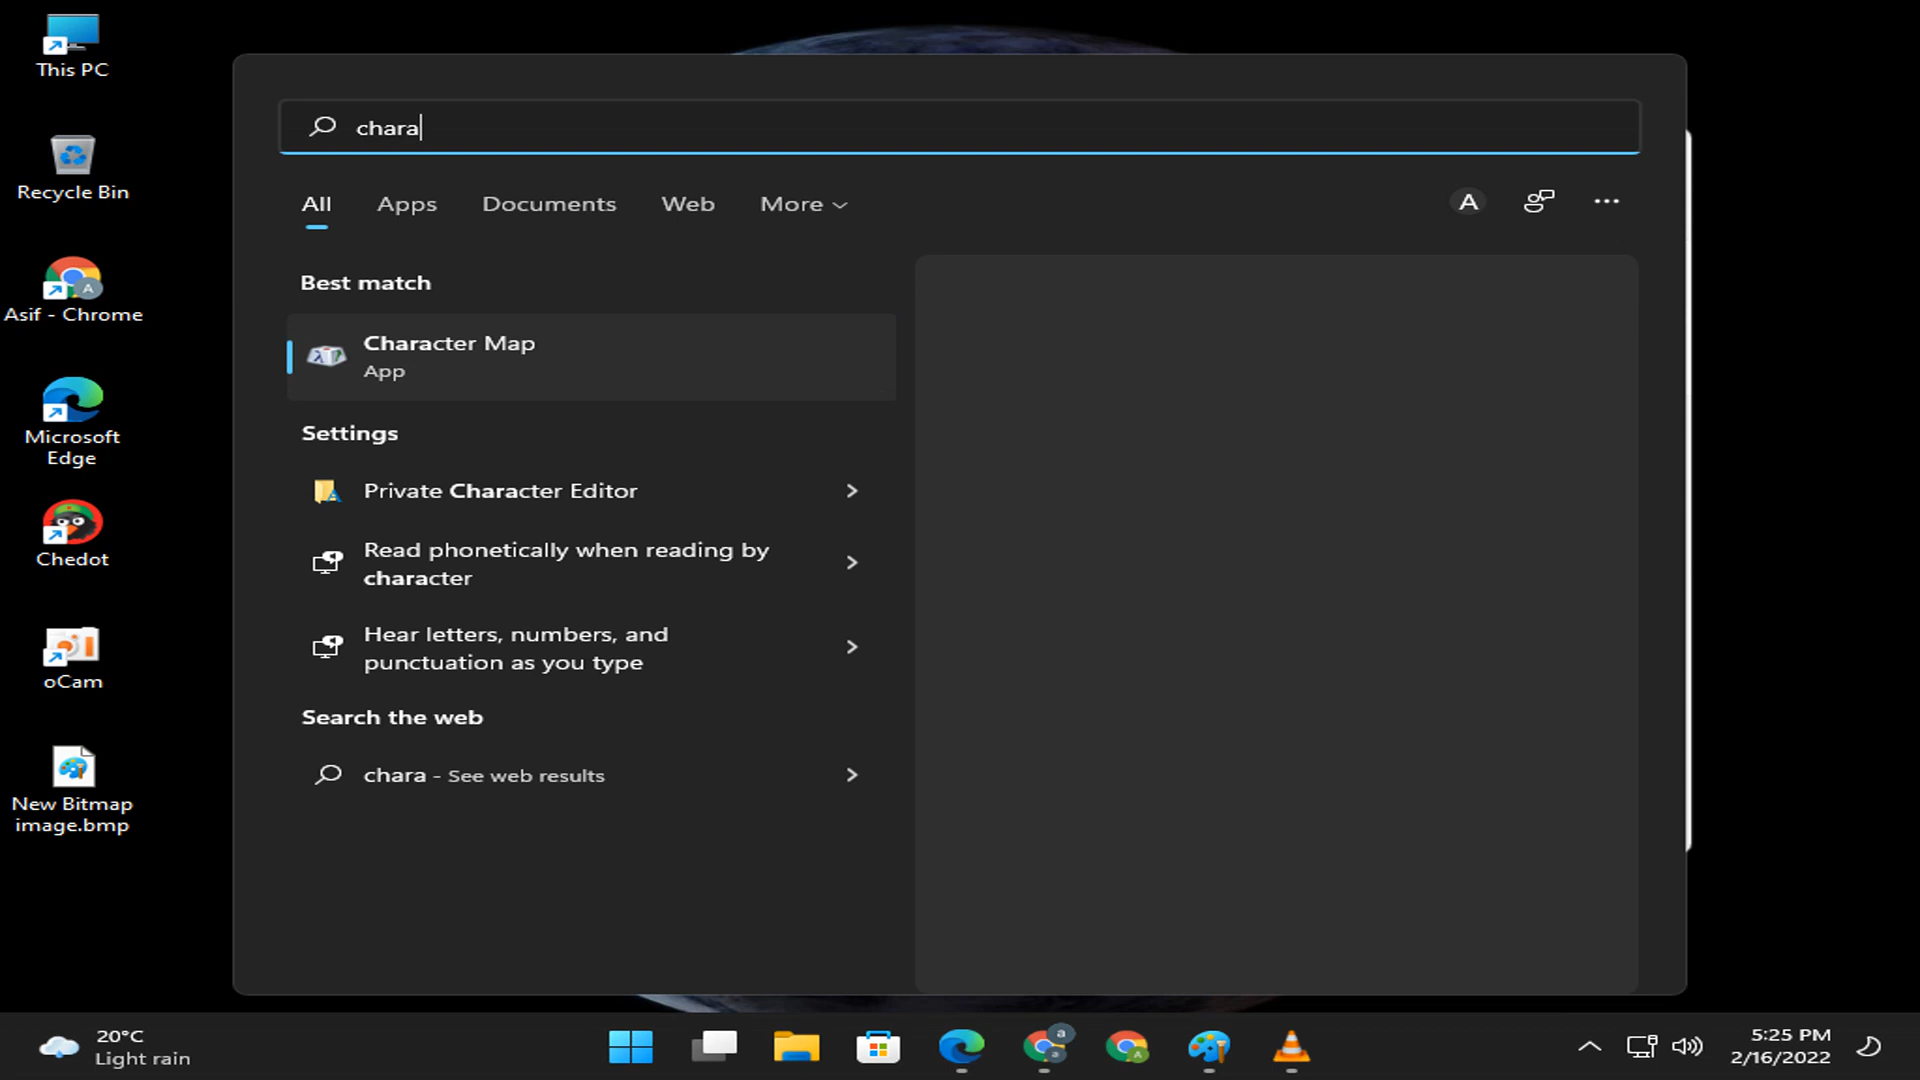 This PC
Recycle Bin
Asif - Chrome
Microsoft
Edge
Chedot
oCam
New Bitmap
image.bmp
chara
All Apps Documents Web More
A
Best match
Character Map
App
Settings
Private Character Editor
Read phonetically when reading by
character
Hear letters, numbers, and
punctuation as you type
Search the web
chara - See web results
20°C
Light rain
5:25 PM
2/16/2022